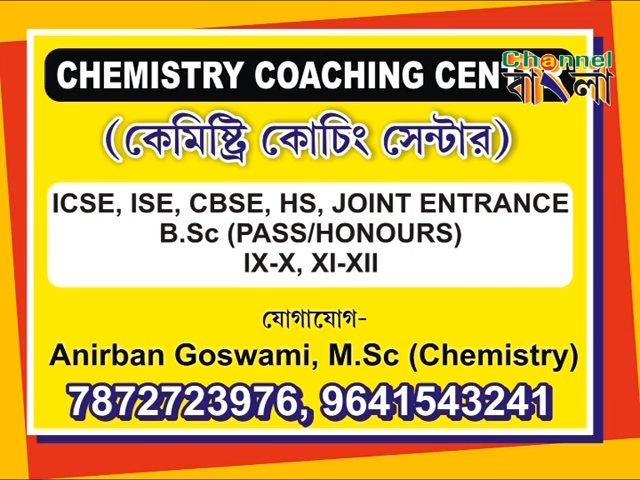 Channel
বাংলা
CHEMISTRY COACHING CENT
(কেমিষ্ট্রি কোচিং সেন্টার)
ICSE, ISE, CBSE, HS, JOINT ENTRANCE
B.Sc (PASS/HONOURS)
IX-X, XI-XII
যোগাযোগ-
Anirban Goswami, M.Sc (Chemistry)
7872723976, 9641543241